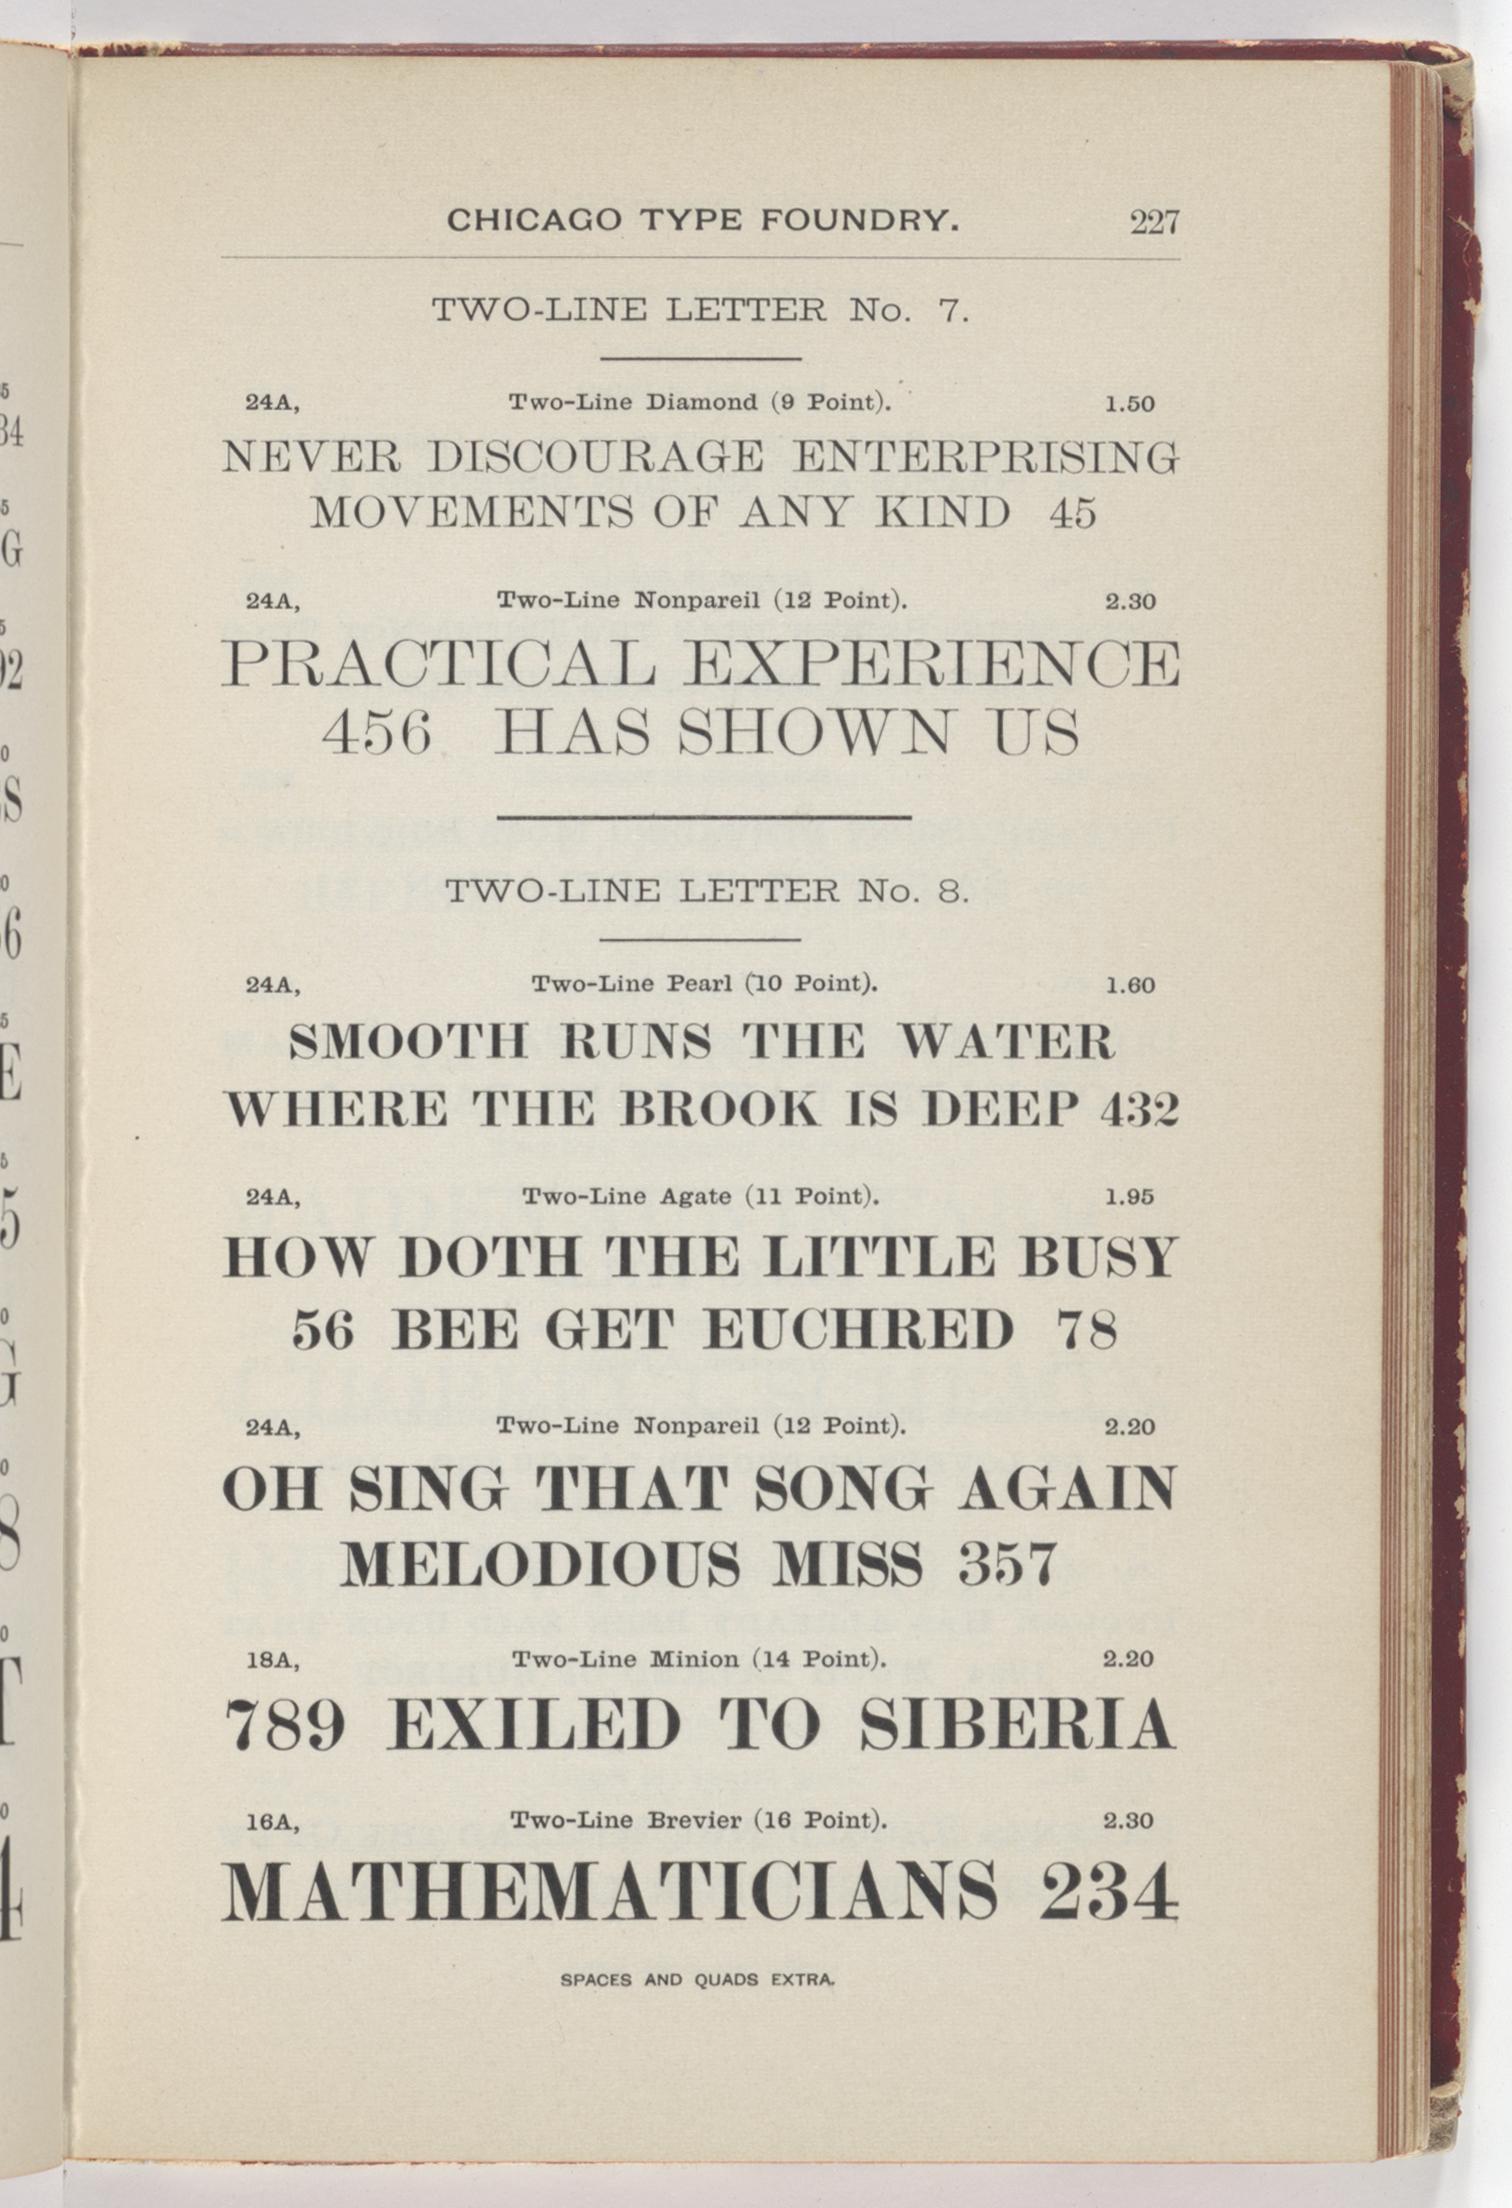 CHICAGO TYPE FOUNDRY. 227
TWO-LINE LETTER No. 7.
24A, Two-Line Diamond (9 Point). 1.50
NEVER DISCOURAGE ENTERPRISING
MOVEMENTS OF ANY KIND 45
24A, Two-Line Nonpareil (12 Point). 2.30
PRACTICAL EXPERIENCE
456 HAS SHOWN US
TWO-LINE LETTER No. 8.
24A, Two-Line Pearl (10 Point). 1.60
SMOOTH RUNS THE WATER
WHERE THE BROOK IS DEEP 432
24A, Two-Line Agate (11 Point). 1.95
HOW DOTH THE LITTLE BUSY
56 BEE GET EUCHRED 78
24A, Two-Line Nonpareil (12 Point). 2.20
OH SING THAT SONG AGAIN
MELODIOUS MISS 357
18A, Two-Line Minion (14 Point). 2.20
789 EXILED TO SIBERIA
16A, Two-Line Brevier (16 Point). 2.30
MATHEMATICIANS 234
SPACES AND QUADS EXTRA.